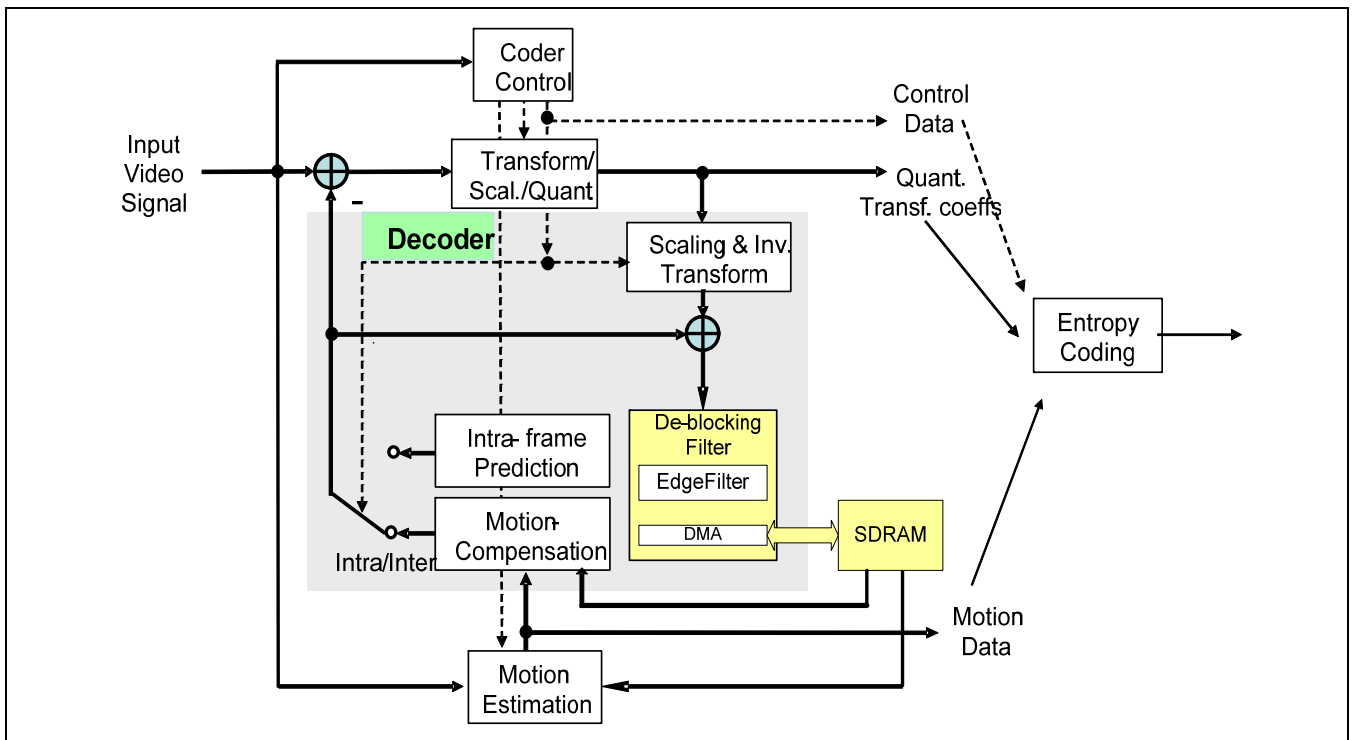 Coder
Control
Control
Data
Input
Video
Signal
Transform/
Scal./Quant
Quant.
Transf. coeffs
-
Decoder
Scaling & Inv.
Transform
Entropy
Coding
Intra- frame
Prediction
De-blocking
Filter
EdgeFilter
DMA
SDRAM
Motion-
Compensation
Intra/Inter
Motion
Data
Motion
Estimation